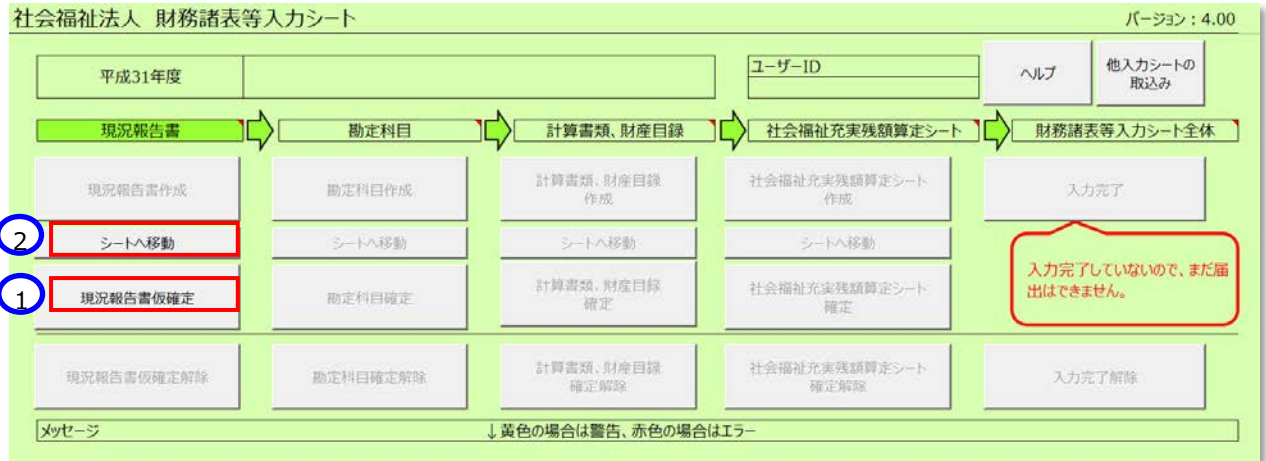 社会福祉法人 財務諸表等入力シート
バージョン：4.00
平成31年度
ユーザーID
ヘルプ
他入力シートの
取込み
現況報告書
勘定科目
計算書類、財産目録
社会福祉充実残額算定シート
財務諸表等入力シート全体
現況報告書作成
勘定科目作成
計算書類、財産目録
作成
社会福祉充実残額算定シート
作成
入力完了
2
シートへ移動
シートへ移動
シートへ移動
シートへ移動
入力完了していないので、まだ届
出はできません。
1
現況報告書仮確定
勘定科目確定
計算書類、財産目録
確定
社会福祉充実残額算定シート
確定
現況報告書仮確定解除
勘定科目確定解除
計算書類、財産目録
確定解除
社会福祉充実残額算定シート
確定解除
入力完了解除
メッセージ
↓黄色の場合は警告、赤色の場合はエラー